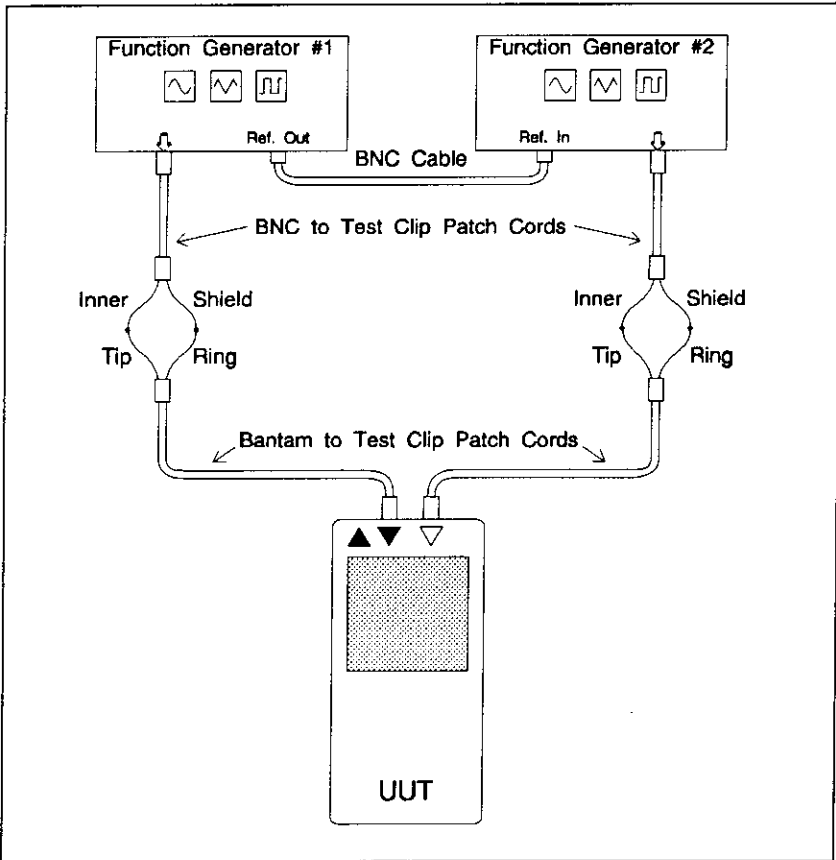 Function Generator #1
Function Generator #2
Ref. Out
Ref. In
BNC Cable
BNC to Test Clip Patch Cords
Inner
Shield
Tip
Ring
Inner
Shield
Tip
Ring
Bantam to Test Clip Patch Cords
UUT